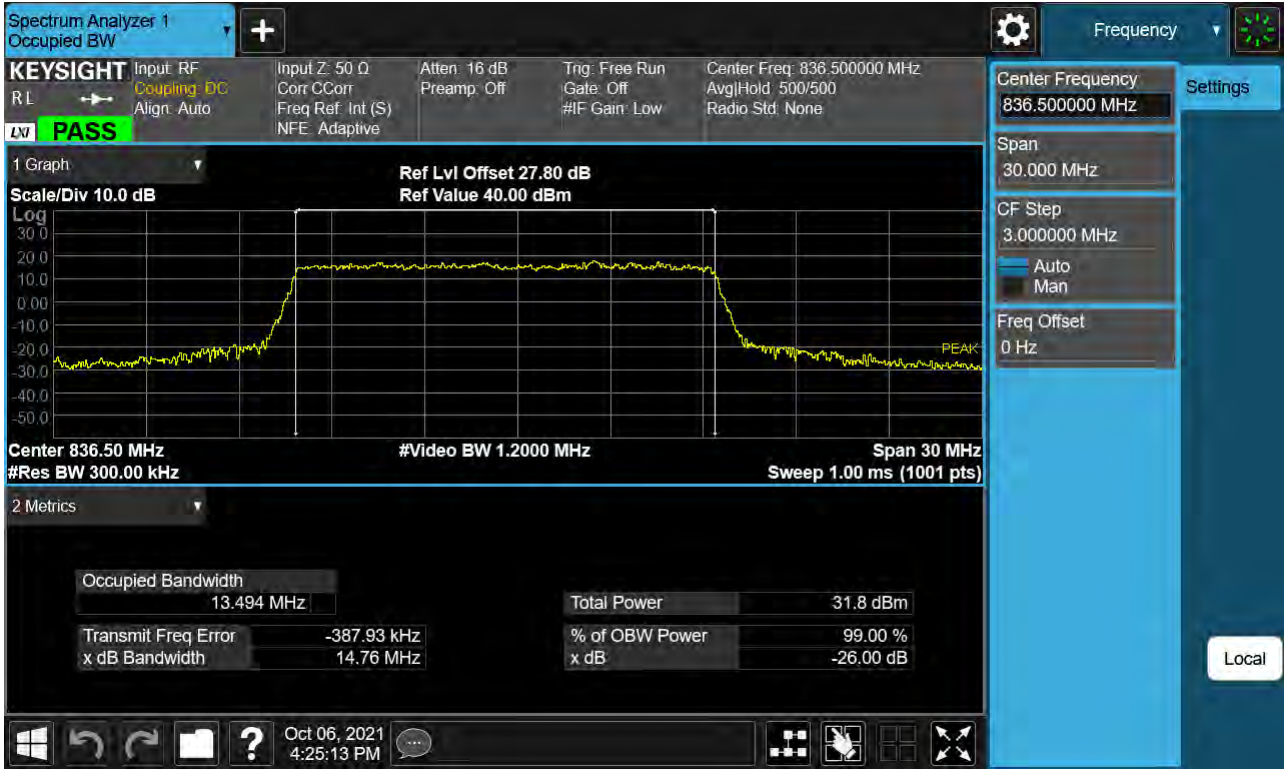 Spectrum Analyzer 1
Occupied BW
Frequency
KEYSIGHT
RL
LXI
PASS
Input: RF
Coupling: DC
Align: Auto
Input Z: 50 Ω
Corr CCorr
Freq Ref: Int (S)
NFE: Adaptive
Atten: 16 dB
Preamp: Off
Trig: Free Run
Gate: Off
#IF Gain: Low
Center Freq: 836.500000 MHz
Avg|Hold: 500/500
Radio Std: None
Center Frequency
836.500000 MHz
Settings
Span
30.000 MHz
CF Step
3.000000 MHz
Auto
Man
Freq Offset
0 Hz
1 Graph
Ref Lvl Offset 27.80 dB
Scale/Div 10.0 dB
Ref Value 40.00 dBm
Log
30.0
20.0
10.0
0.00
-10.0
-20.0
-30.0
-40.0
-50.0
PEAK
Center 836.50 MHz
#Video BW 1.2000 MHz
Span 30 MHz
#Res BW 300.00 kHz
Sweep 1.00 ms (1001 pts)
2 Metrics
Occupied Bandwidth
13.494 MHz
Total Power 31.8 dBm
Transmit Freq Error -387.93 kHz
% of OBW Power 99.00 %
x dB Bandwidth 14.76 MHz
x dB -26.00 dB
Local
?
Oct 06, 2021
4:25:13 PM